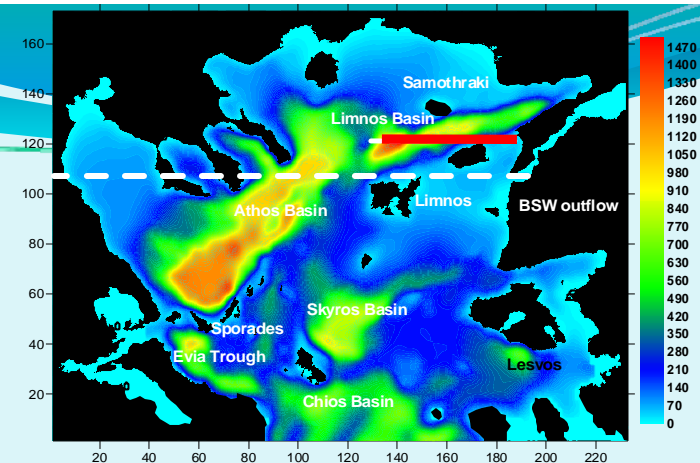 160
140
120
100
80
60
40
20
20 40 60 80 100 120 140 160 180 200 220
Samothraki
Limnos Basin
Limnos
BSW outflow
Athos Basin
Skyros Basin
Sporades
Evia Trough
Lesvos
Chios Basin
1470
1400
1330
1260
1190
1120
1050
980
910
840
770
700
630
560
490
420
350
280
210
140
70
0